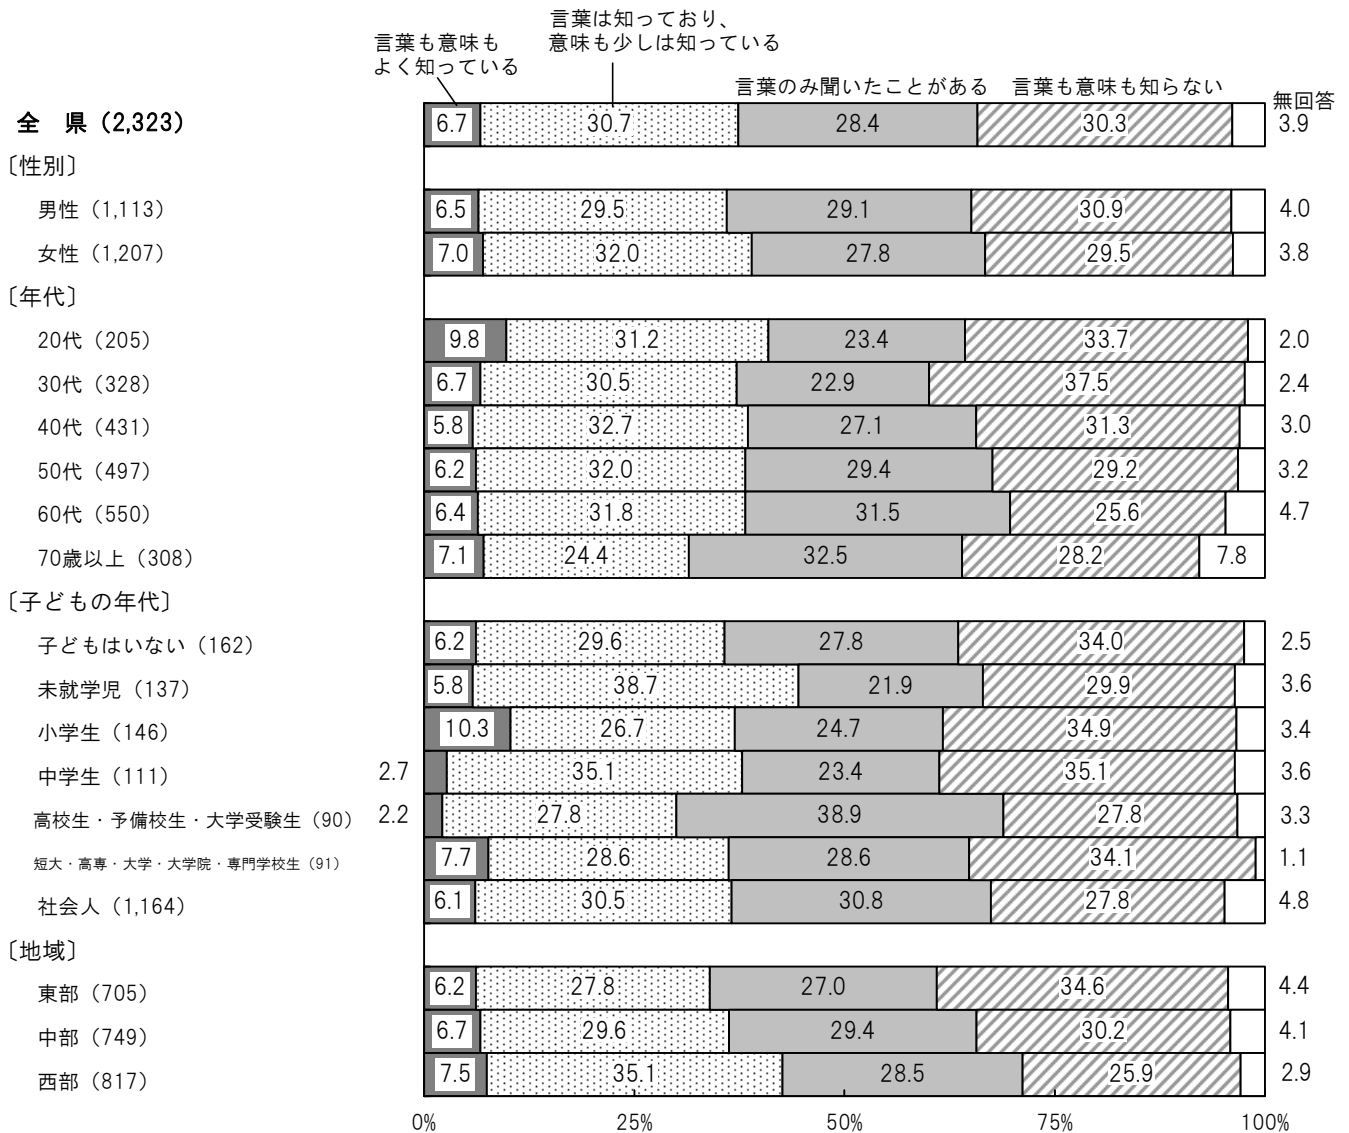 言葉は知っており、
意味も少しは知っている
言葉も意味も
よく知っている
言葉のみ聞いたことがある 言葉も意味も知らない
無回答
全 県（2,323） 6.7 30.7 28.4 30.3 3.9
〔性別〕
男性（1,113） 6.5 29.5 29.1 30.9 4.0
女性（1,207） 7.0 32.0 27.8 29.5 3.8
〔年代〕
20代（205） 9.8 31.2 23.4 33.7 2.0
30代（328） 6.7 30.5 22.9 37.5 2.4
40代（431） 5.8 32.7 27.1 31.3 3.0
50代（497） 6.2 32.0 29.4 29.2 3.2
60代（550） 6.4 31.8 31.5 25.6 4.7
70歳以上（308） 7.1 24.4 32.5 28.2 7.8
〔子どもの年代〕
子どもはいない（162） 6.2 29.6 27.8 34.0 2.5
未就学児（137） 5.8 38.7 21.9 29.9 3.6
小学生（146） 10.3 26.7 24.7 34.9 3.4
中学生（111） 2.7 35.1 23.4 35.1 3.6
高校生・予備校生・大学受験生（90） 2.2 27.8 38.9 27.8 3.3
短大・高専・大学・大学院・専門学校生（91） 7.7 28.6 28.6 34.1 1.1
社会人（1,164） 6.1 30.5 30.8 27.8 4.8
〔地域〕
東部（705） 6.2 27.8 27.0 34.6 4.4
中部（749） 6.7 29.6 29.4 30.2 4.1
西部（817） 7.5 35.1 28.5 25.9 2.9
0% 25% 50% 75% 100%